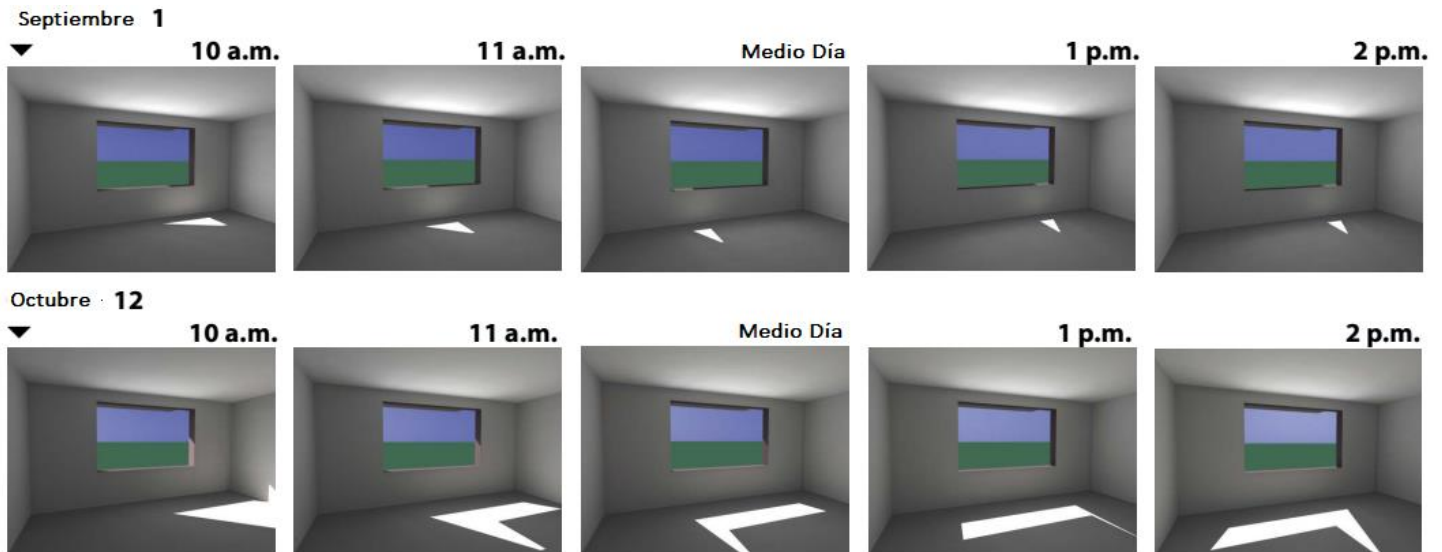 Septiembre 1
10 a.m. 11 a.m. Medio Día 1 p.m. 2 p.m.
Octubre 12
10 a.m. 11 a.m. Medio Día 1 p.m. 2 p.m.